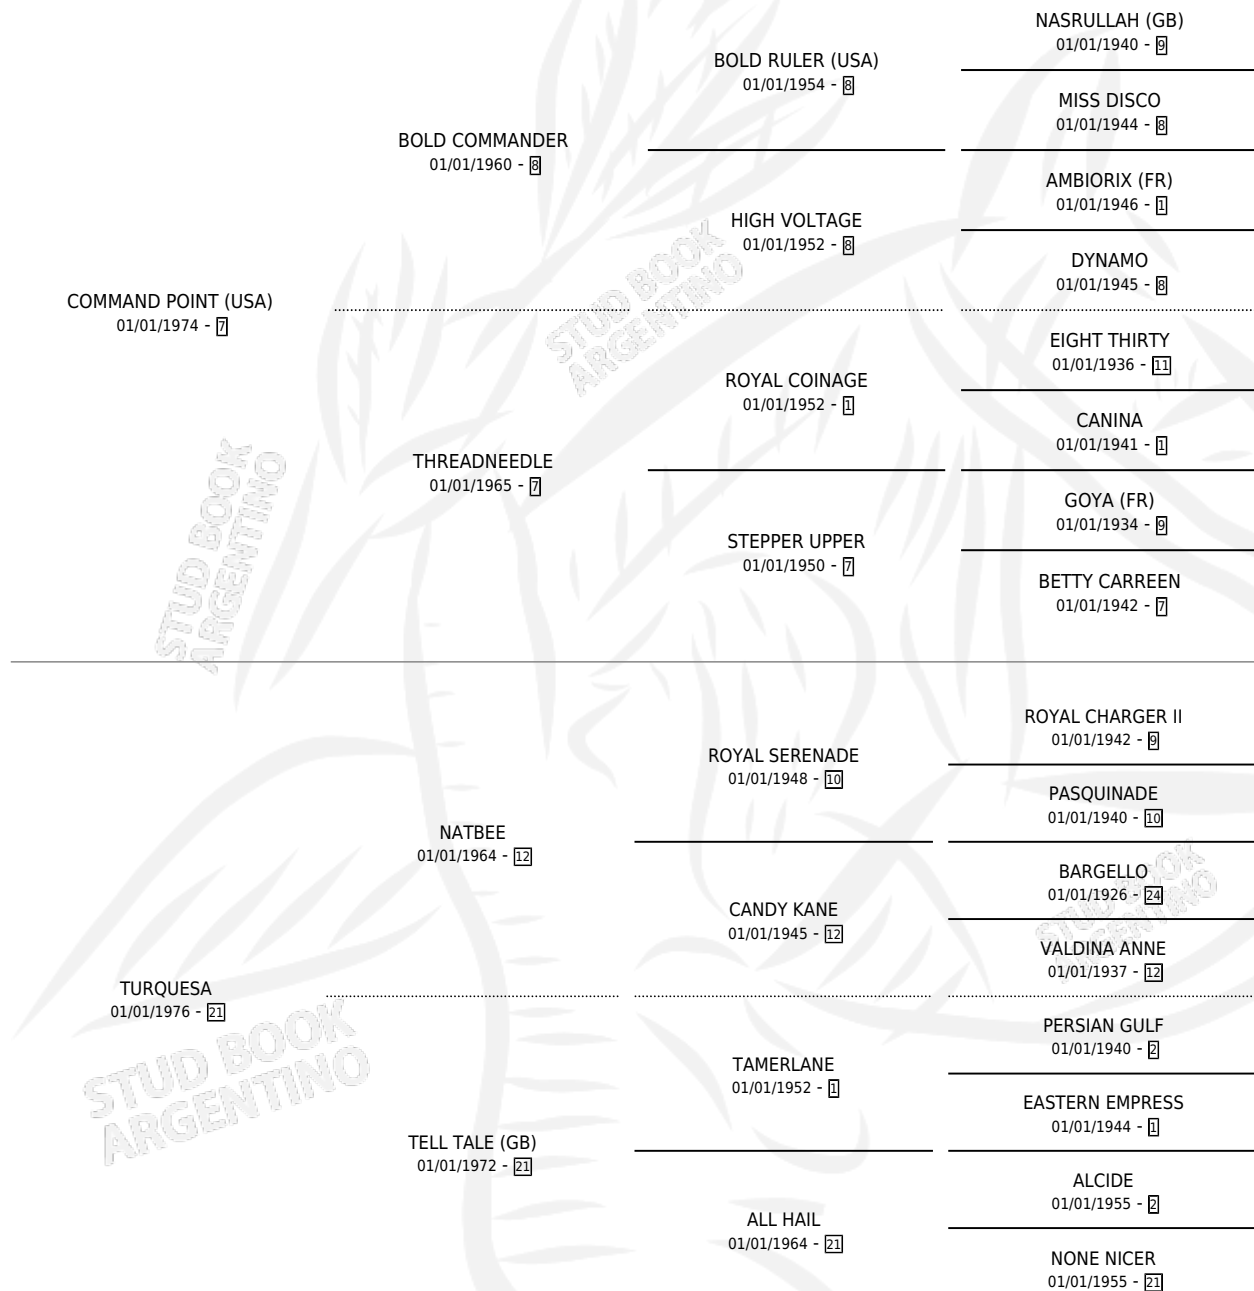 NASRULLAH (GB)
01/01/1940 - 9
BOLD RULER (USA)
01/01/1954 - 8
MISS DISCO
01/01/1944 - 8
BOLD COMMANDER
01/01/1960 - 8
AMBIORIX (FR)
01/01/1946 - 1
HIGH VOLTAGE
01/01/1952 - 8
DYNAMO
01/01/1945 - 8
COMMAND POINT (USA)
01/01/1974 - 7
EIGHT THIRTY
01/01/1936 - 11
ROYAL COINAGE
01/01/1952 - 1
CANINA
01/01/1941 - 1
THREADNEEDLE
01/01/1965 - 7
GOYA (FR)
01/01/1934 - 9
STEPPER UPPER
01/01/1950 - 7
BETTY CARREEN
01/01/1942 - 7
ROYAL CHARGER II
01/01/1942 - 9
ROYAL SERENADE
01/01/1948 - 10
PASQUINADE
01/01/1940 - 10
NATBEE
01/01/1964 - 12
BARGELLO
01/01/1926 - 24
CANDY KANE
01/01/1945 - 12
VALDINA ANNE
01/01/1937 - 12
TURQUESA
01/01/1976 - 21
PERSIAN GULF
01/01/1940 - 2
TAMERLANE
01/01/1952 - 1
EASTERN EMPRESS
01/01/1944 - 1
TELL TALE (GB)
01/01/1972 - 21
ALCIDE
01/01/1955 - 2
ALL HAIL
01/01/1964 - 21
NONE NICER
01/01/1955 - 21
STUD BOOK
ARGENTINO
STUD BOOK
ARGENTINO
STUD BOOK
ARGENTINO
STUD BOOK
ARGENTINO